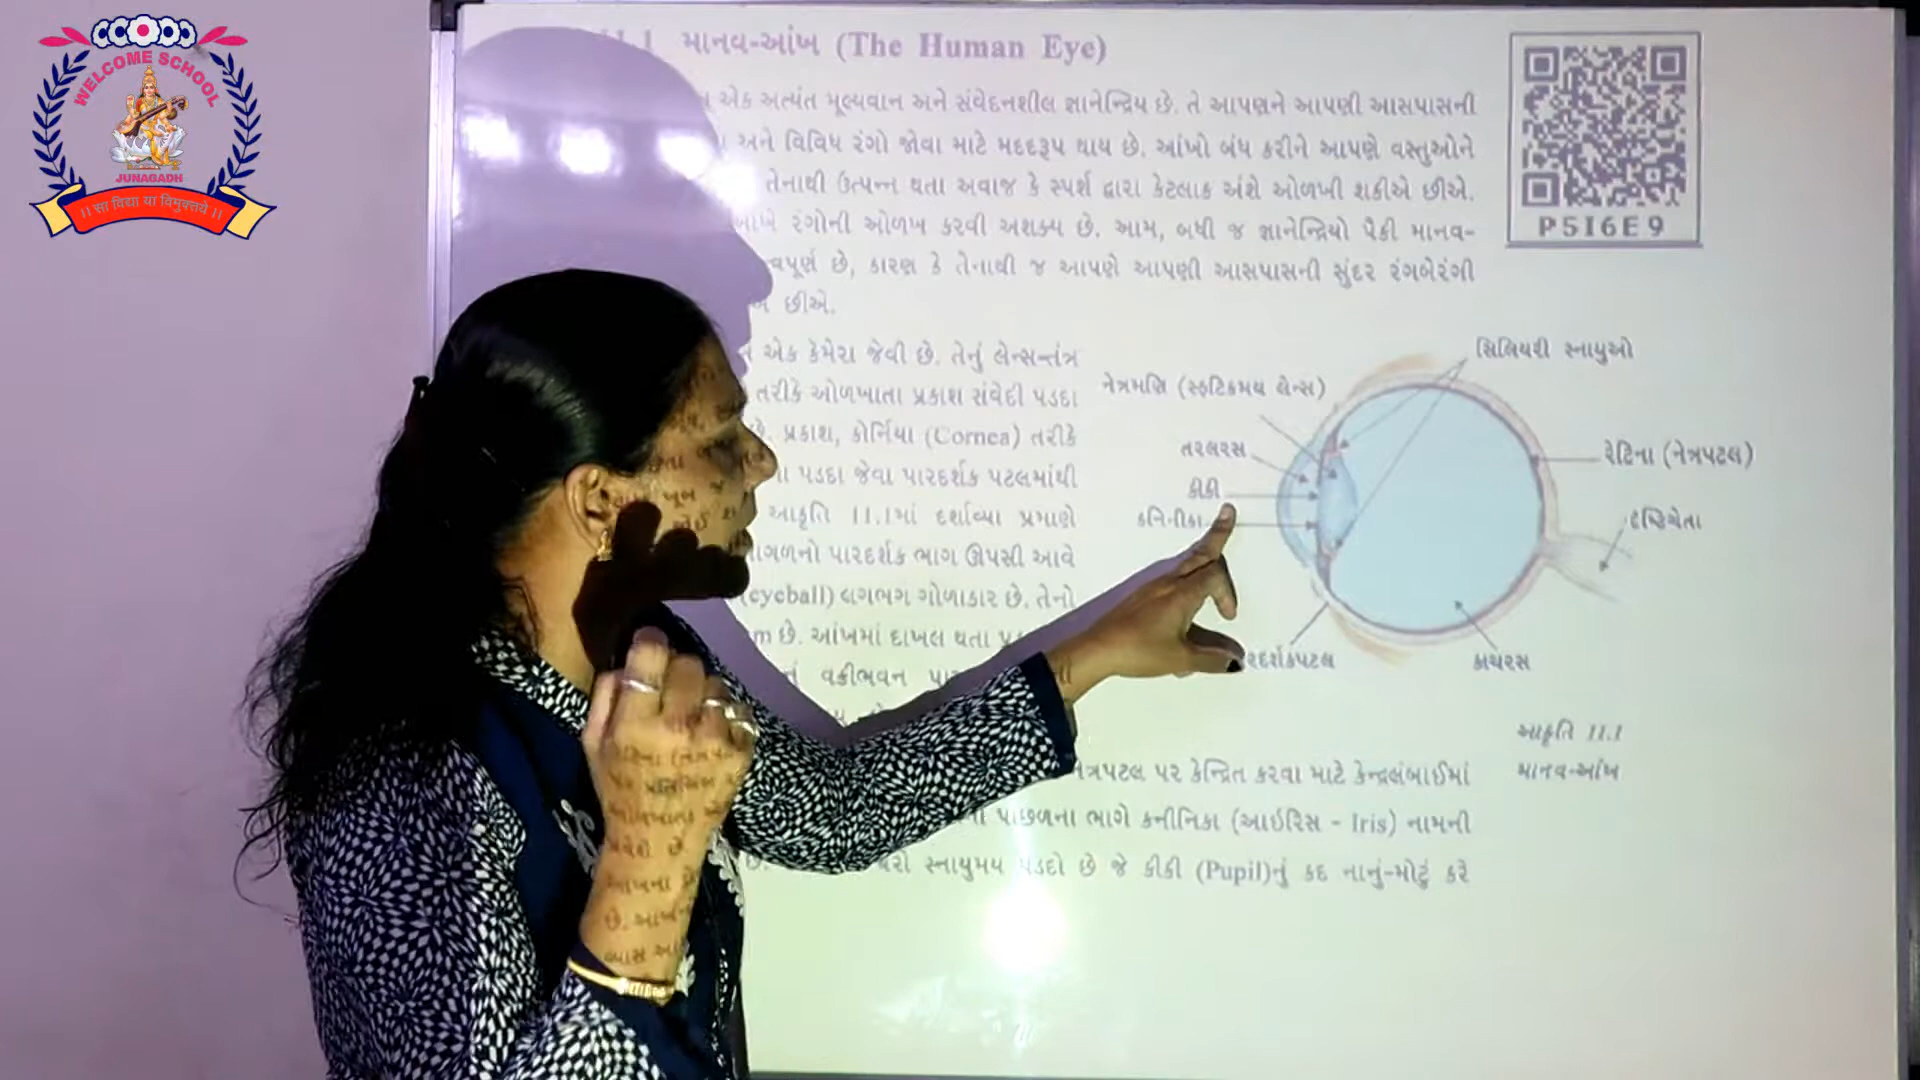 WELCOME SCHOOL
JUNAGADH
।। सा विद्या या विमुक्तये ।।
11.1 માનવ-આંખ (The Human Eye)
એક અત્યંત મૂલ્યવાન અને સંવેદનશીલ જ્ઞાનેન્દ્રિય છે. તે આપણને આપણી આસપાસની
અને વિવિધ રંગો જોવા માટે મદદરૂપ થાય છે. આંખો બંધ કરીને આપણે વસ્તુઓને
તેનાથી ઉત્પન્ન થતા અવાજ કે સ્પર્શ દ્વારા કેટલાક અંશે ઓળખી શકીએ છીએ.
રંગોની ઓળખ કરવી અશક્ય છે. આમ, બધી જ જ્ઞાનેન્દ્રિયો પૈકી માનવ-
છે, કારણ કે તેનાથી જ આપણે આપણી આસપાસની સુંદર રંગબેરંગી
છીએ.
P5I6E9
એક કેમેરા જેવી છે. તેનું લેન્સ-તંત્ર
તરીકે ઓળખાતા પ્રકાશ સંવેદી પડદા
છે. પ્રકાશ, કોર્નિયા (Cornea) તરીકે
પડદા જેવા પારદર્શક પટલમાંથી
આકૃતિ 11.1માં દર્શાવ્યા પ્રમાણે
પારદર્શક ભાગ ઊપસી આવે
(eyeball) લગભગ ગોળાકાર છે. તેનો
છે. આંખમાં દાખલ થતા
વક્રીભવન
સિલિયરી સ્નાયુઓ
નેત્રમણિ (સ્ફટિકમય લેન્સ)
તરલરસ
કીકી
કનિનીકા
રેટિના (નેત્રપટલ)
દૃષ્ટિચેતા
કાચરસ
આકૃતિ 11.1
માનવ-આંખ
પર કેન્દ્રિત કરવા માટે કેન્દ્રલંબાઈમાં
પાછળના ભાગે કનીનિકા (આઇરિસ - Iris) નામની
સ્નાયુમય પડદો છે જે કીકી (Pupil)નું કદ નાનું-મોટું કરે